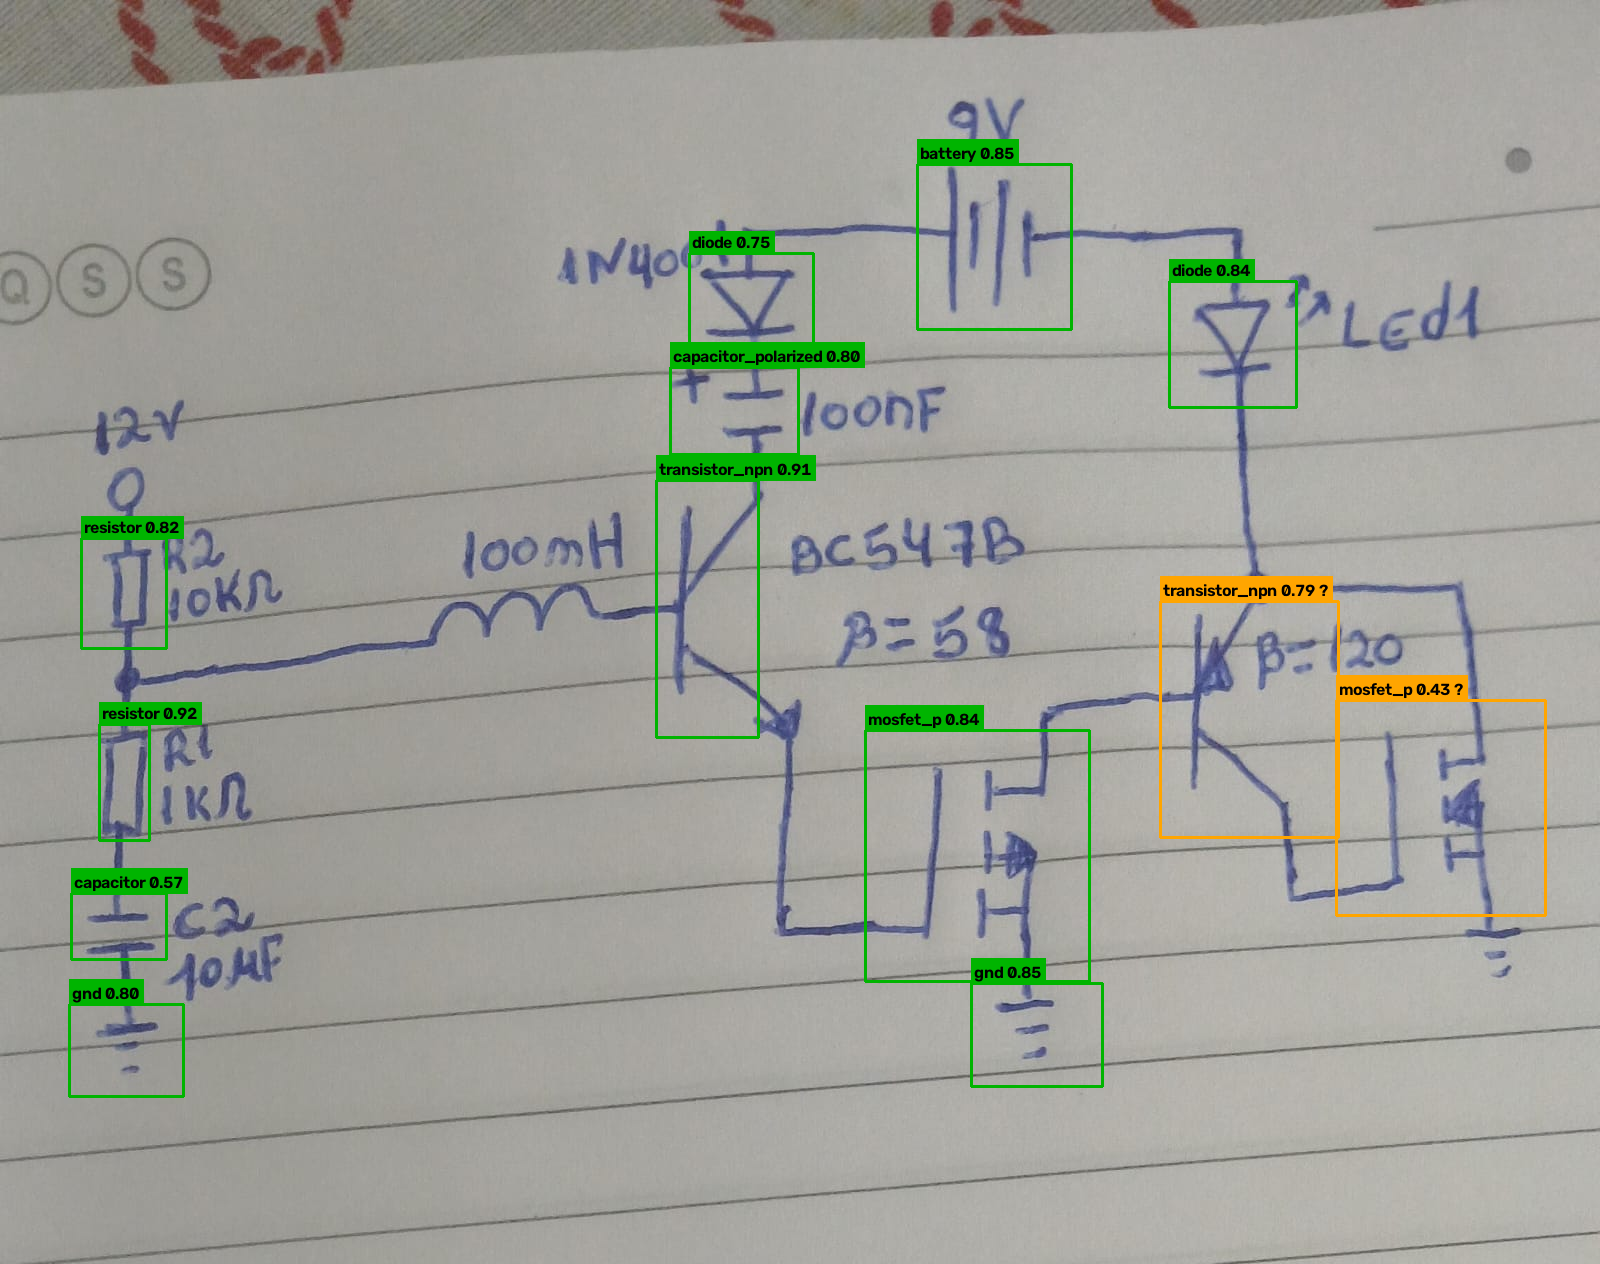 9V
battery 0.85
diode 0.75
1N400
diode 0.84
LEd1
Q S S
capacitor_polarized 0.80
+
100nF
12V
transistor_npn 0.91
resistor 0.82
R2
10KΩ
100mH
BC547B
β=58
transistor_npn 0.79 ?
β=120
mosfet_p 0.43 ?
resistor 0.92
R1
1KΩ
mosfet_p 0.84
capacitor 0.57
C2
10µF
gnd 0.80
gnd 0.85